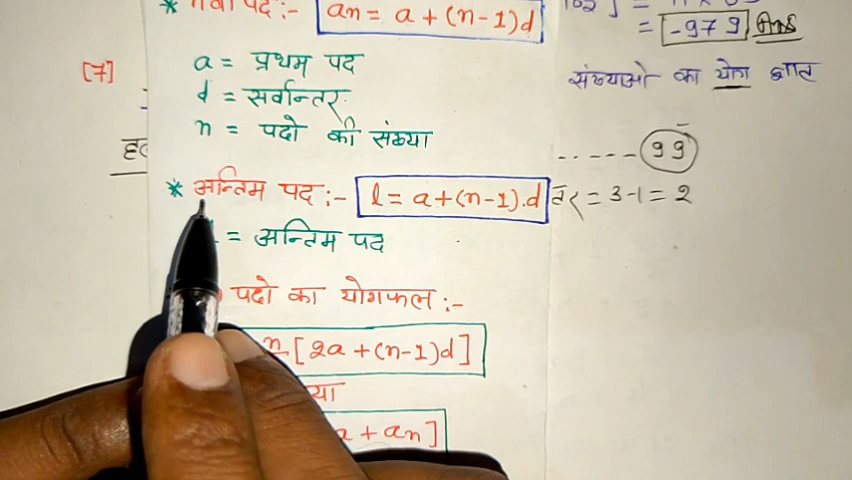 * पद :- an = a + (n-1)d
a = प्रथम पद
d = सर्वान्तर
n = पदो की संख्या
* अन्तिम पद :- l = a + (n-1).d
= अन्तिम पद
पदो का योगफल :-
n [2a + (n-1)d]
या
a + an]
= -979 Ans
[7]
संख्याओ का योग ज्ञात
..... 99
तर = 3-1 = 2